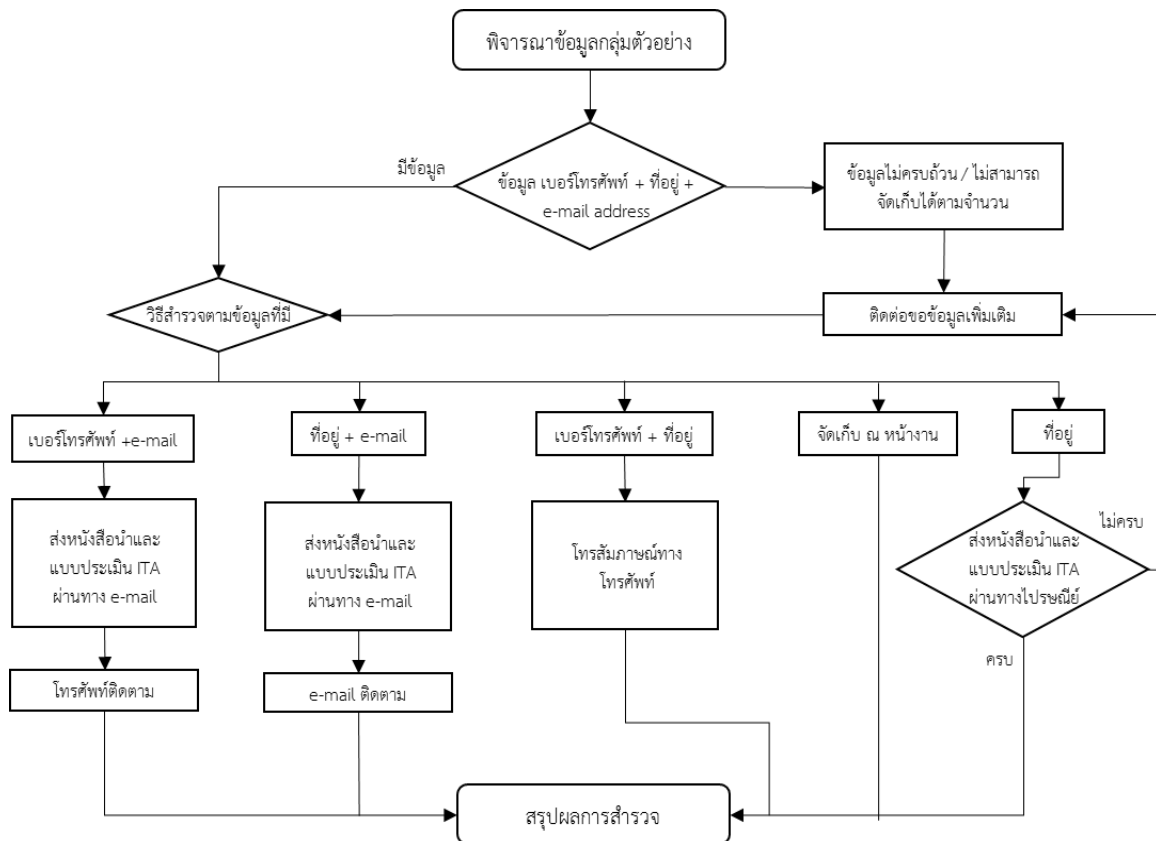 พิจารณาข้อมูลกลุ่มตัวอย่าง
มีข้อมูล
ข้อมูล เบอร์โทรศัพท์ + ที่อยู่ +
e-mail address
ข้อมูลไม่ครบถ้วน / ไม่สามารถ
จัดเก็บได้ตามจำนวน
วิธีสำรวจตามข้อมูลที่มี
ติดต่อขอข้อมูลเพิ่มเติม
เบอร์โทรศัพท์ +e-mail
ที่อยู่ + e-mail
เบอร์โทรศัพท์ + ที่อยู่
จัดเก็บ ณ หน้างาน
ที่อยู่
ส่งหนังสือนำและ
แบบประเมิน ITA
ผ่านทาง e-mail
ส่งหนังสือนำและ
แบบประเมิน ITA
ผ่านทาง e-mail
โทรสัมภาษณ์ทาง
โทรศัพท์
ส่งหนังสือนำและ
แบบประเมิน ITA
ผ่านทางไปรษณีย์
ไม่ครบ
ครบ
โทรศัพท์ติดตาม
e-mail ติดตาม
สรุปผลการสำรวจ